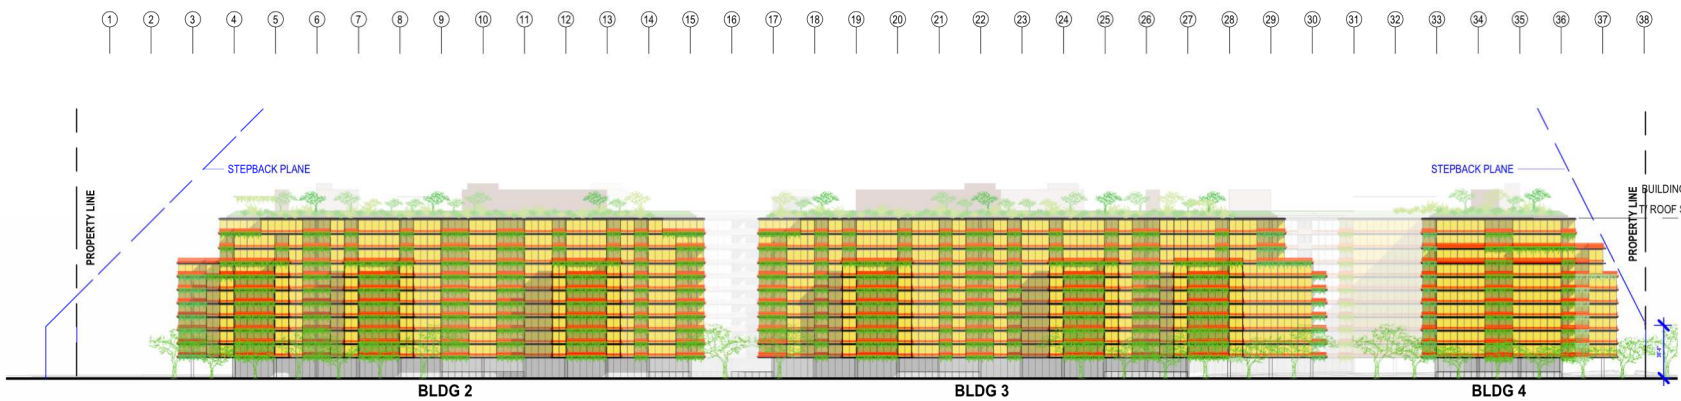 1 2 3 4 5 6 7 8 9 10 11 12 13 14 15 16 17 18 19 20 21 22 23 24 25 26 27 28 29 30 31 32 33 34 35 36 37 38
STEPBACK PLANE
STEPBACK PLANE
PROPERTY LINE
PROPERTY LINE
BUILDING
T/ ROOF S
BLDG 2
BLDG 3
BLDG 4